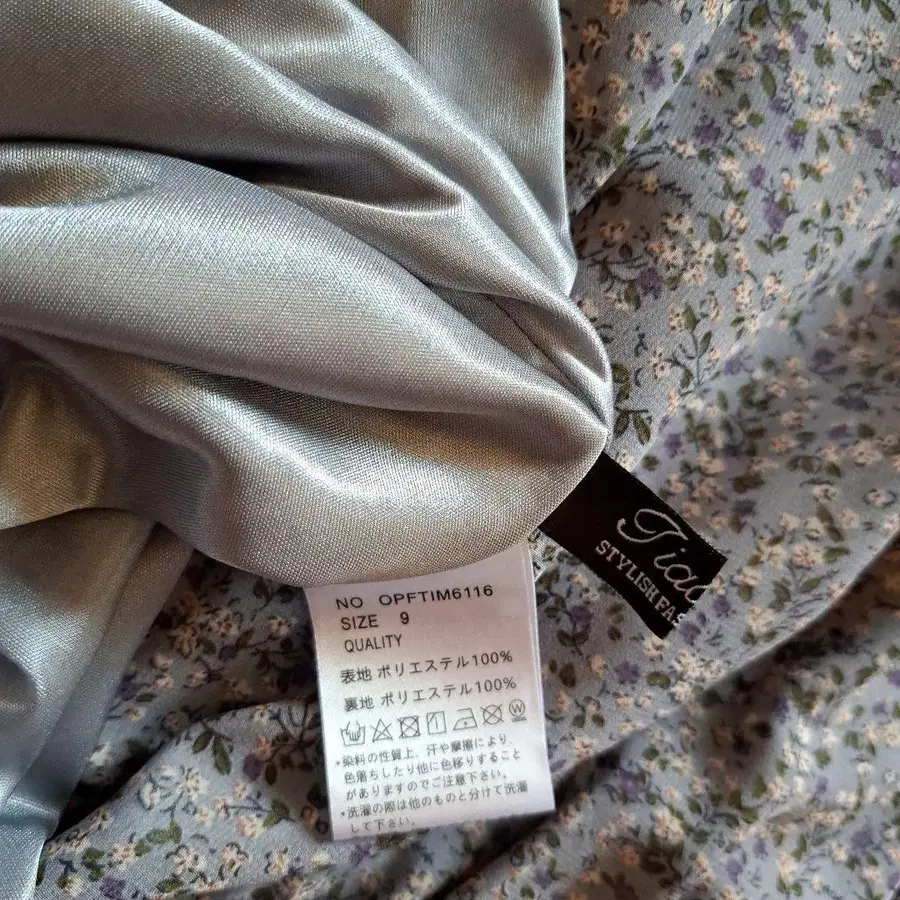 NO OPFTIM6116
SIZE 9
QUALITY
表地 ポリエステル100%
裏地 ポリエステル100%
W
*染料の性質上、汗や摩擦により、
色落ちしたり他に色移りすること
がありますのでご注意下さい。
*洗濯の際は他のものと分けて洗濯
して下さい。
STYLISH FAS